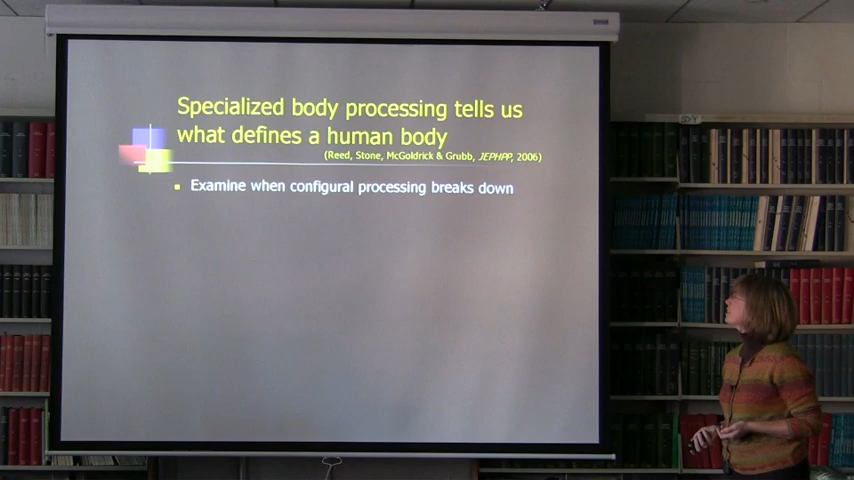 Specialized body processing tells us
what defines a human body
(Reed, Stone, McGoldrick & Grubb, JEPHPP, 2006)
Examine when configural processing breaks down